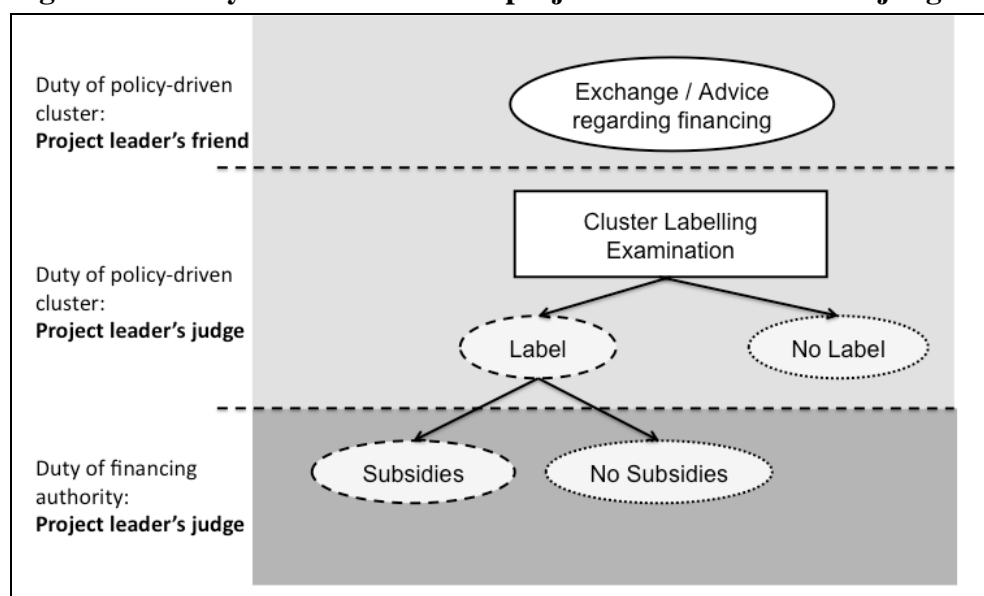 Duty of policy-driven
cluster:
Project leader's friend
Exchange / Advice
regarding financing
Duty of policy-driven
cluster:
Project leader's judge
Cluster Labelling
Examination
Label
No Label
Duty of financing
authority:
Project leader's judge
Subsidies
No Subsidies